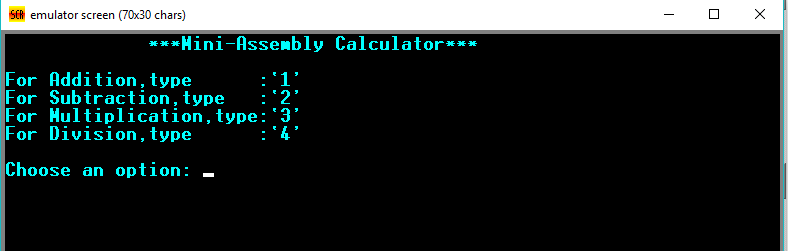 emulator screen (70x30 chars)
***Mini-Assembly Calculator***
For Addition,type :'1'
For Subtraction,type :'2'
For Multiplication,type:'3'
For Division,type :'4'
Choose an option: